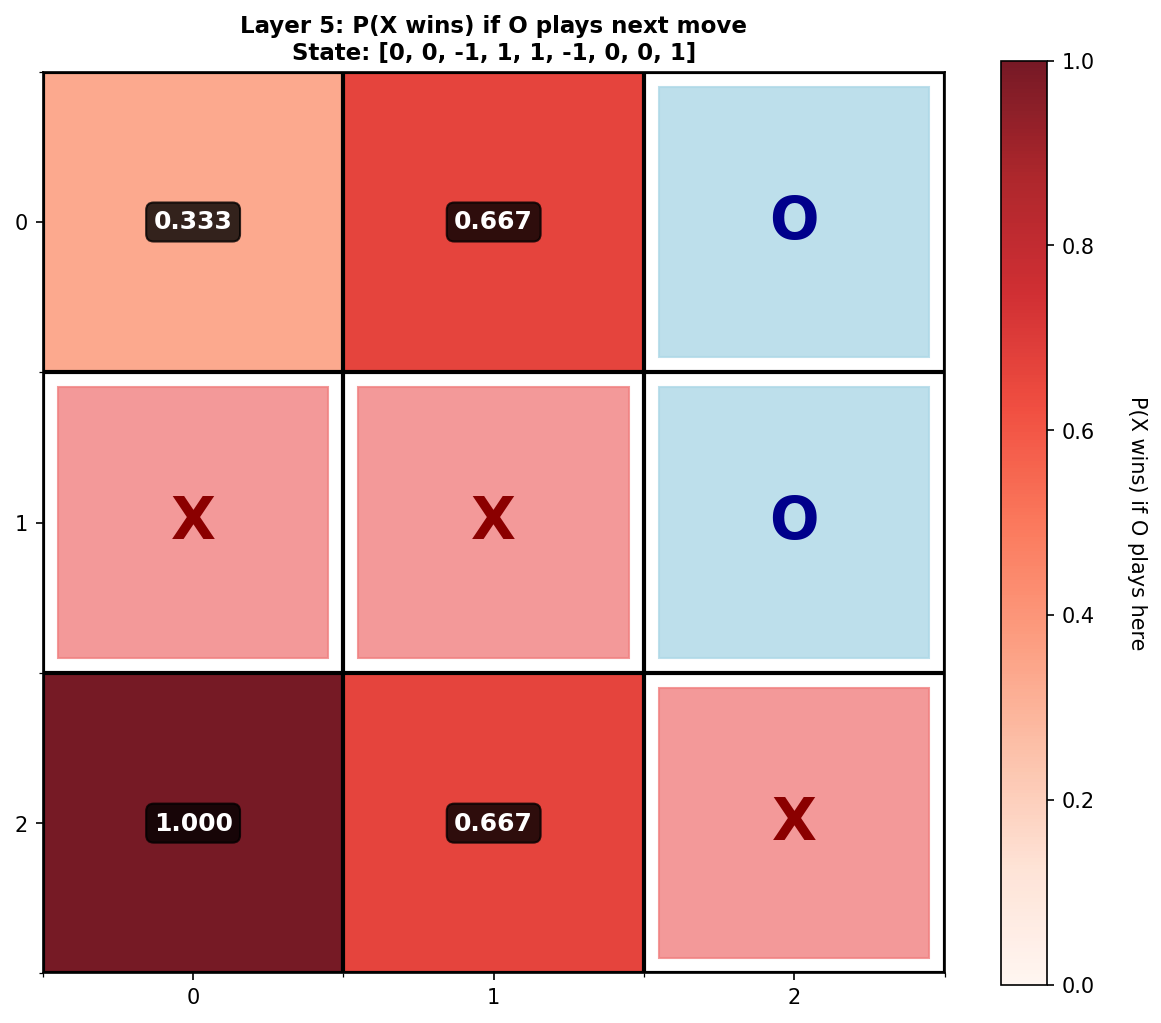 Layer 5: P(X wins) if O plays next move
State: [0, 0, -1, 1, 1, -1, 0, 0, 1]
0
0.333
0.667
O
1
X
X
O
2
1.000
0.667
X
0
1
2
1.0
0.8
0.6
0.4
0.2
0.0
P(X wins) if O plays here